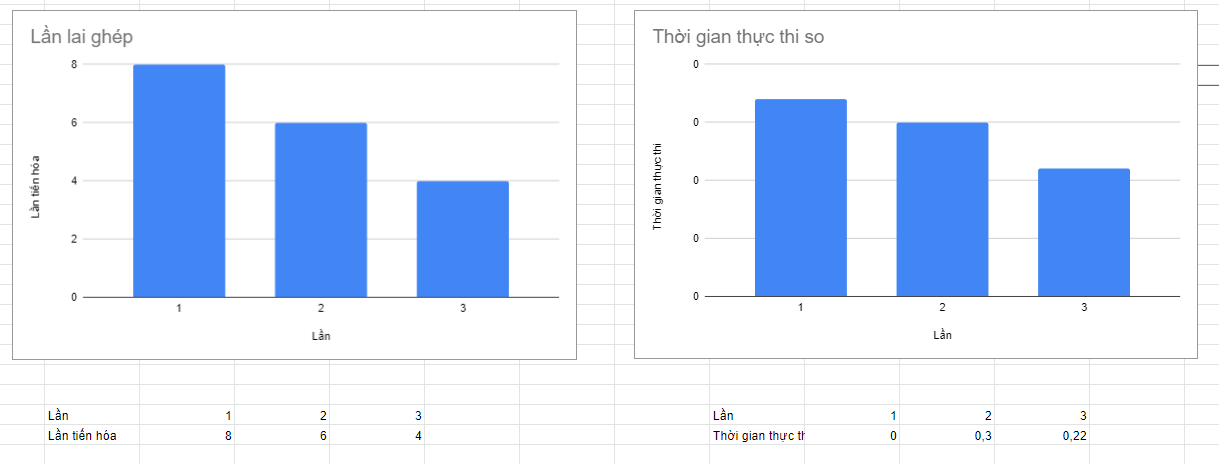 Lần lai ghép
8
6
4
2
0
Lần tiến hóa
1 2 3
Lần
Thời gian thực thi so
0
0
0
0
0
Thời gian thực thi
1 2 3
Lần
Lần 1 2 3
Lần tiến hóa 8 6 4
Lần 1 2 3
Thời gian thực th 0 0,3 0,22